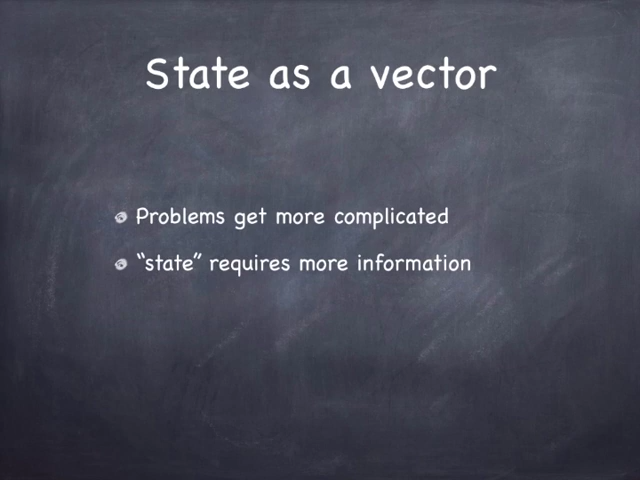 State as a vector
Problems get more complicated
“state” requires more information